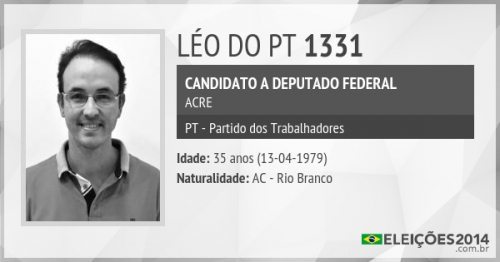 LÉO DO PT 1331
CANDIDATO A DEPUTADO FEDERAL
ACRE
PT - Partido dos Trabalhadores
Idade: 35 anos (13-04-1979)
Naturalidade: AC - Rio Branco
ELEIÇÕES2014
.com.br